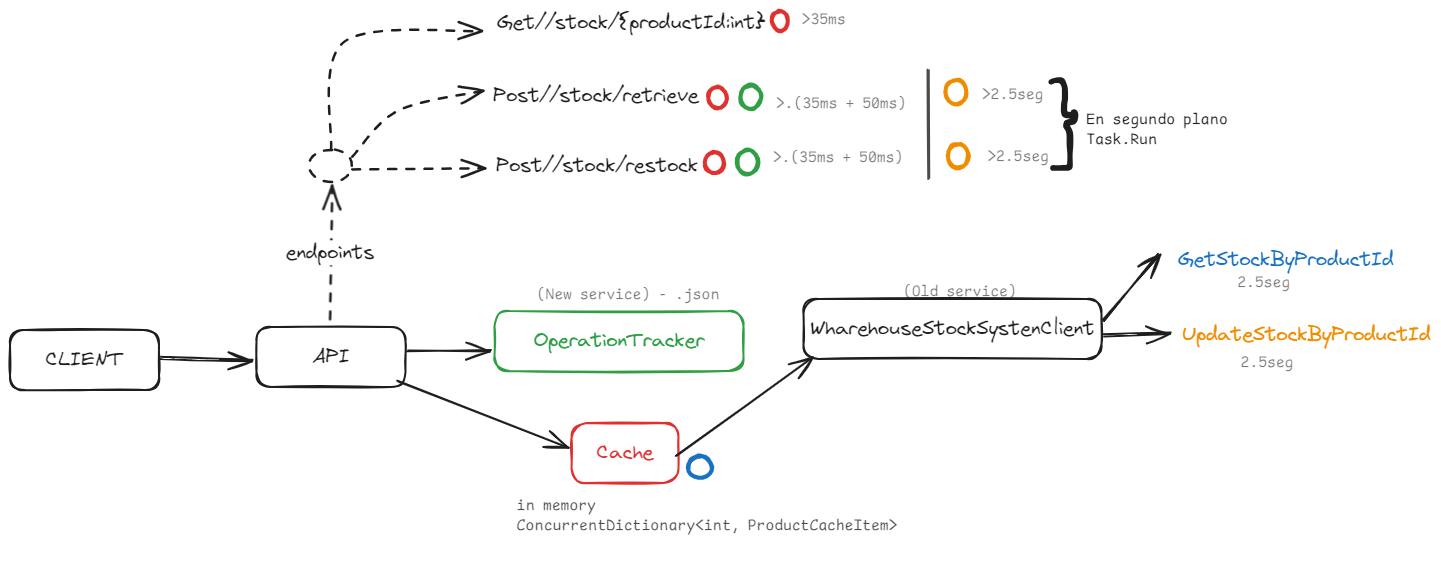 Get//stock/{productId:int} >35ms
Post//stock/retrieve >.(35ms + 50ms) >2.5seg
Post//stock/restock >.(35ms + 50ms) >2.5seg
En segundo plano
Task.Run
endpoints
CLIENT
API
(New service) - .json
OperationTracker
Cache
in memory
ConcurrentDictionary<int, ProductCacheItem>
(Old service)
WharehouseStockSystenClient
GetStockByProductId
2.5seg
UpdateStockByProductId
2.5seg